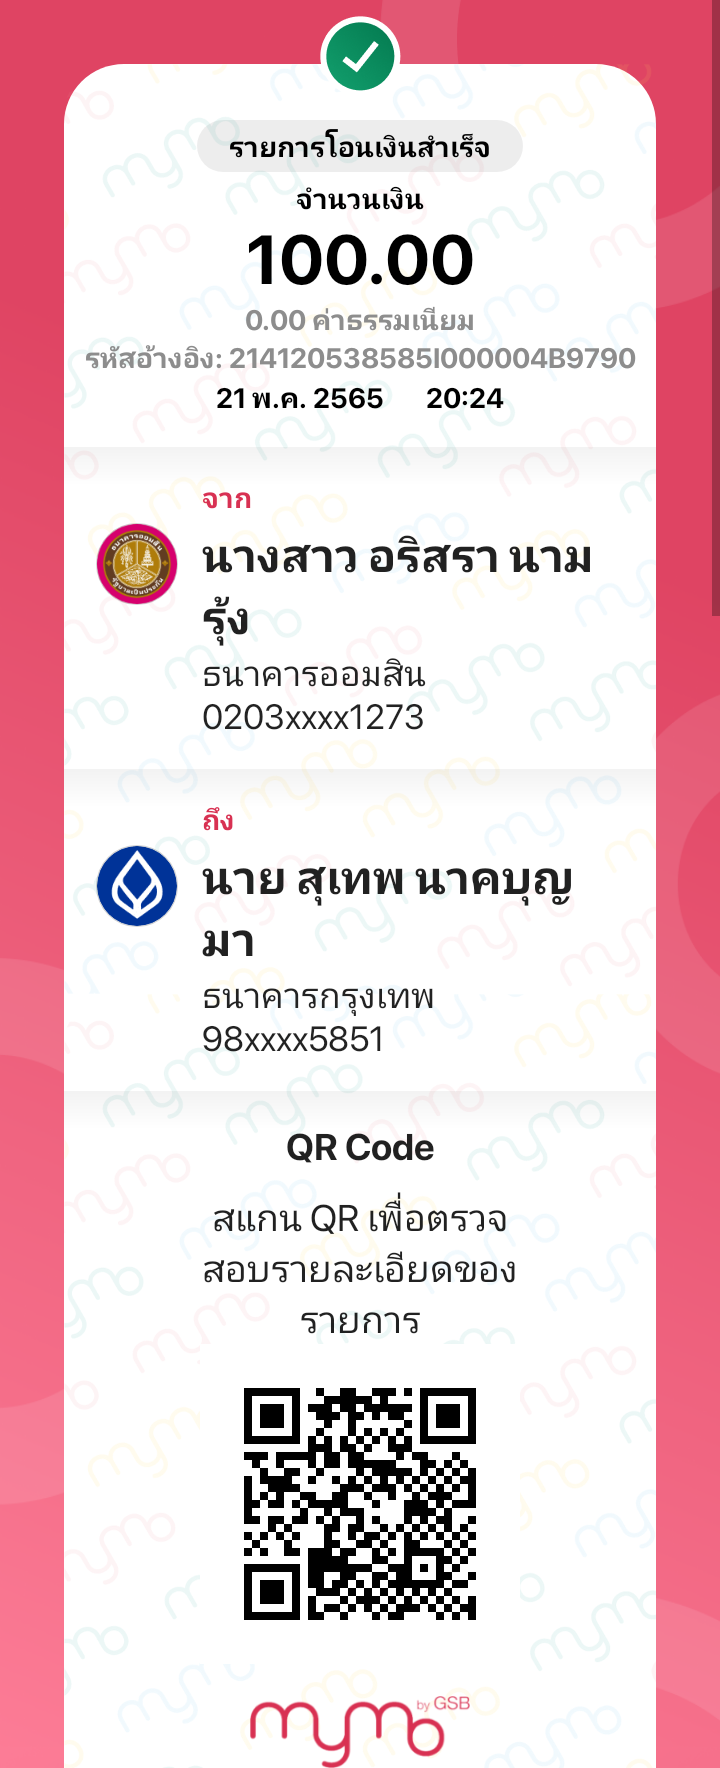 รายการโอนเงินสำเร็จ
จำนวนเงิน
100.00
0.00 ค่าธรรมเนียม
รหัสอ้างอิง: 214120538585I000004B9790
21 พ.ค. 2565 20:24
จาก
นางสาว อริสรา นาม
รุ้ง
ธนาคารออมสิน
0203xxxx1273
ถึง
นาย สุเทพ นาคบุญ
มา
ธนาคารกรุงเทพ
98xxxx5851
QR Code
สแกน QR เพื่อตรวจ
สอบรายละเอียดของ
รายการ
mymo by GSB